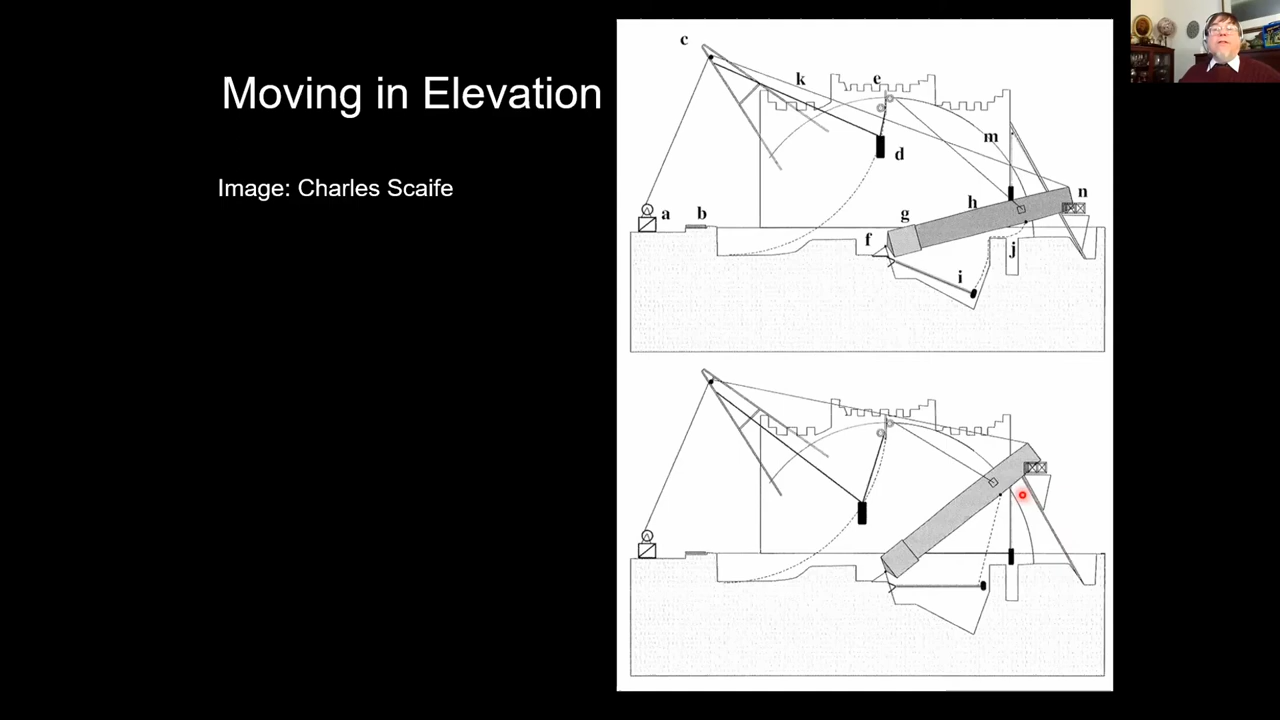 Moving in Elevation
Image: Charles Scaife
c
k
e
d
m
n
a
b
g
h
f
j
i